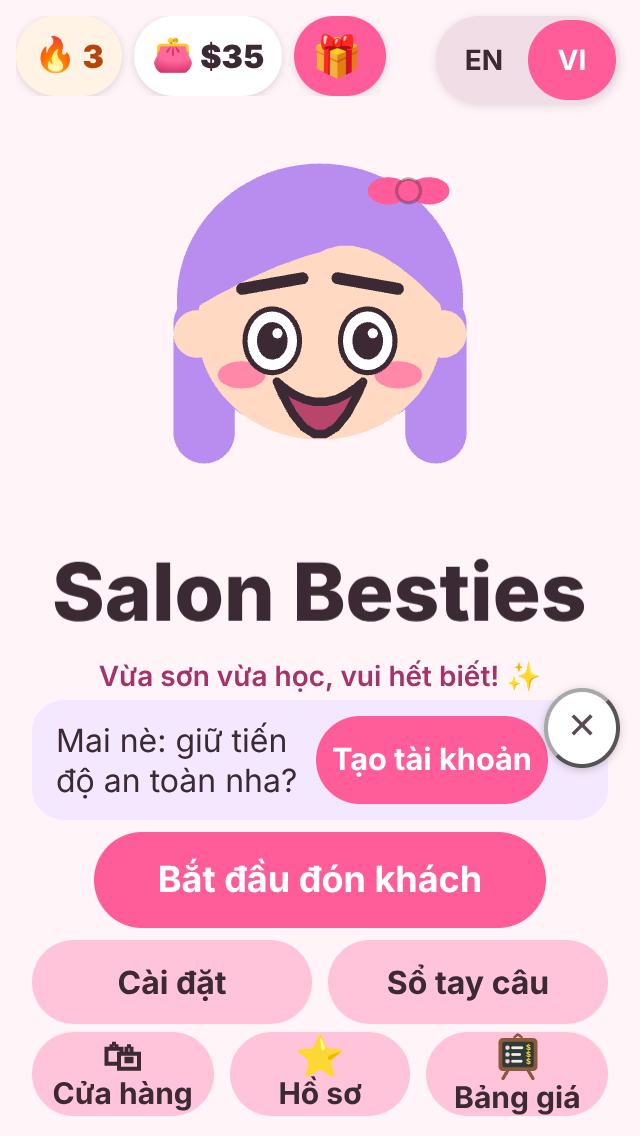 🔥 3
👛 $35
🎁
EN
VI
Salon Besties
Vừa sơn vừa học, vui hết biết! ✨
Mai nè: giữ tiến
độ an toàn nha?
Tạo tài khoản
✕
Bắt đầu đón khách
Cài đặt
Sổ tay câu
🛍
Cửa hàng
⭐
Hồ sơ
Bảng giá